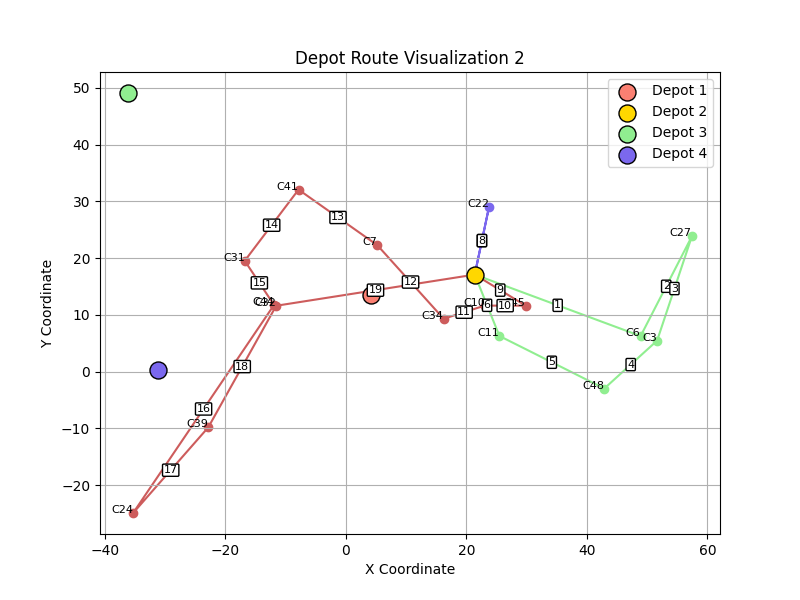 Depot Route Visualization 2
Depot 1
Depot 2
Depot 3
Depot 4
50
40
30
20
10
0
−10
−20
−40
−20
0
20
40
60
X Coordinate
Y Coordinate
C41
C22
14
13
C7
8
C27
C31
15
12
19
9
2
3
C42
C10
6
10
15
1
C34
11
C11
C6
C3
5
4
C48
18
16
C39
17
C24